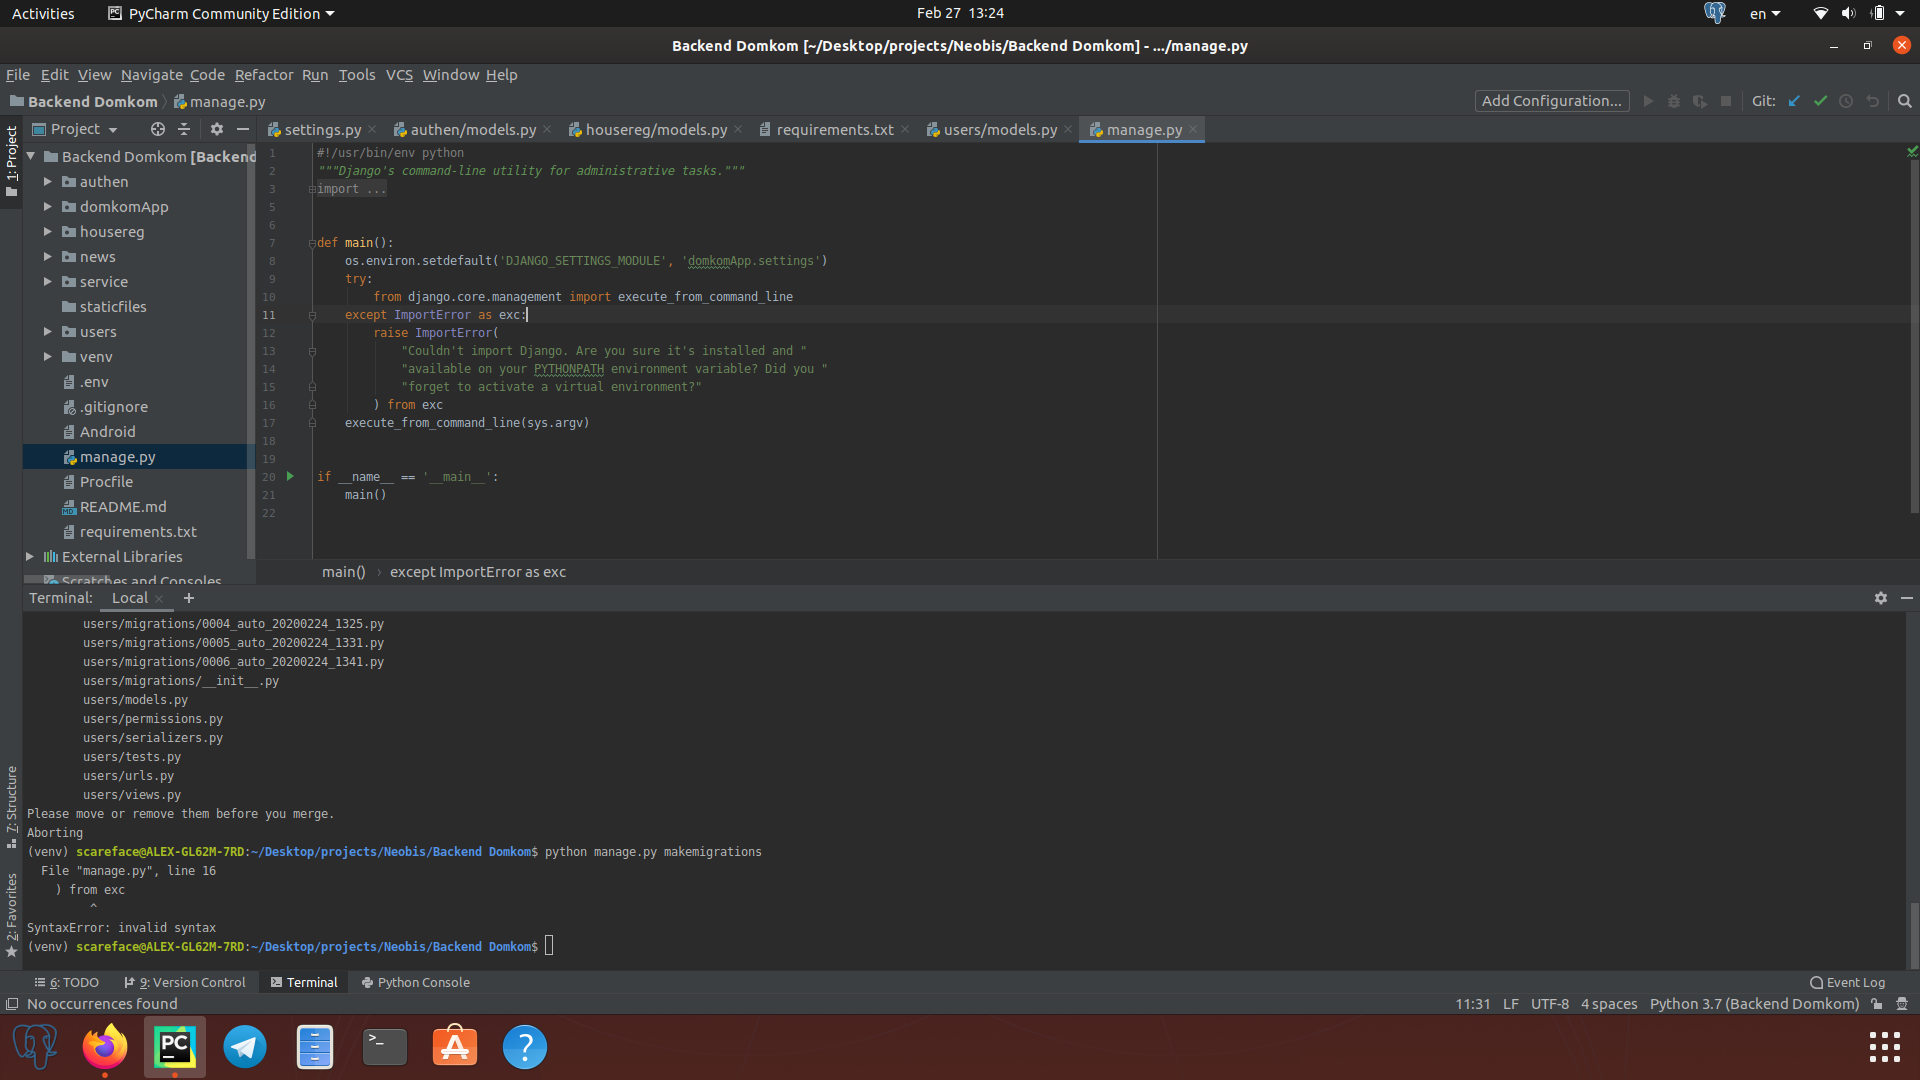 Activities
PyCharm Community Edition
Feb 27 13:24
en
Backend Domkom [~/Desktop/projects/Neobis/Backend Domkom] - .../manage.py
File Edit View Navigate Code Refactor Run Tools VCS Window Help
Backend Domkom manage.py
Add Configuration...
Git:
1: Project
Project
settings.py
authen/models.py
housereg/models.py
requirements.txt
users/models.py
manage.py
Backend Domkom [Backend
authen
domkomApp
housereg
news
service
staticfiles
users
venv
.env
.gitignore
Android
manage.py
Procfile
README.md
requirements.txt
External Libraries
Scratches and Consoles
1 #!/usr/bin/env python
2 """Django's command-line utility for administrative tasks."""
3 import ...
5
6
7 def main():
8 os.environ.setdefault('DJANGO_SETTINGS_MODULE', 'domkomApp.settings')
9 try:
10 from django.core.management import execute_from_command_line
11 except ImportError as exc:
12 raise ImportError(
13 "Couldn't import Django. Are you sure it's installed and "
14 "available on your PYTHONPATH environment variable? Did you "
15 "forget to activate a virtual environment?"
16 ) from exc
17 execute_from_command_line(sys.argv)
18
19
20 if __name__ == '__main__':
21 main()
22
main() › except ImportError as exc
Terminal: Local +
users/migrations/0004_auto_20200224_1325.py
users/migrations/0005_auto_20200224_1331.py
users/migrations/0006_auto_20200224_1341.py
users/migrations/__init__.py
users/models.py
users/permissions.py
users/serializers.py
users/tests.py
users/urls.py
users/views.py
Please move or remove them before you merge.
Aborting
(venv) scareface@ALEX-GL62M-7RD:~/Desktop/projects/Neobis/Backend Domkom$ python manage.py makemigrations
File "manage.py", line 16
) from exc
^
SyntaxError: invalid syntax
(venv) scareface@ALEX-GL62M-7RD:~/Desktop/projects/Neobis/Backend Domkom$
7: Structure
2: Favorites
6: TODO
9: Version Control
Terminal
Python Console
Event Log
No occurrences found
11:31 LF UTF-8 4 spaces Python 3.7 (Backend Domkom)
PC
>_
?